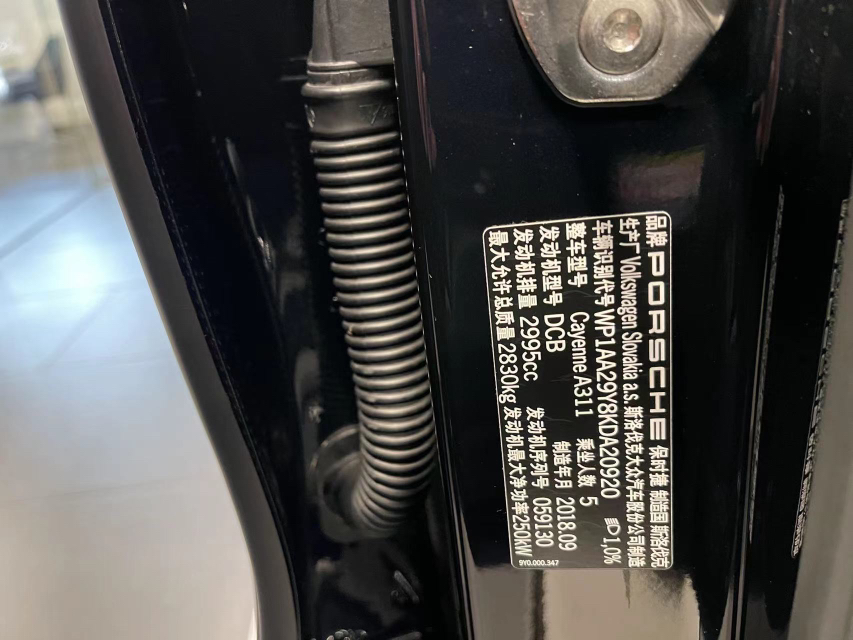 品牌 PORSCHE 保时捷 制造国 斯洛伐克
生产厂 Volkswagen Slovakia a.s. 斯洛伐克大众汽车股份公司制造
车辆识别代号 WP1AA29Y8KDA20920 1.0%
整车型号 Cayenne A311 乘坐人数 5
发动机型号 DCB 制造年月 2018.09
发动机排量 2995cc 发动机序列号 059130
最大允许总质量 2830kg 发动机最大净功率250kW
9Y0.000.347